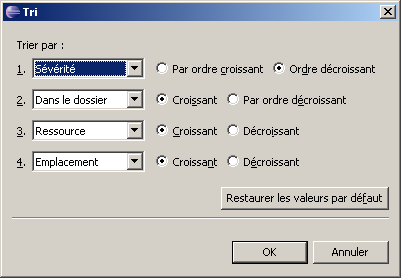 Tri
Trier par :
1. Sévérité Par ordre croissant Ordre décroissant
2. Dans le dossier Croissant Par ordre décroissant
3. Ressource Croissant Décroissant
4. Emplacement Croissant Décroissant
Restaurer les valeurs par défaut
OK Annuler